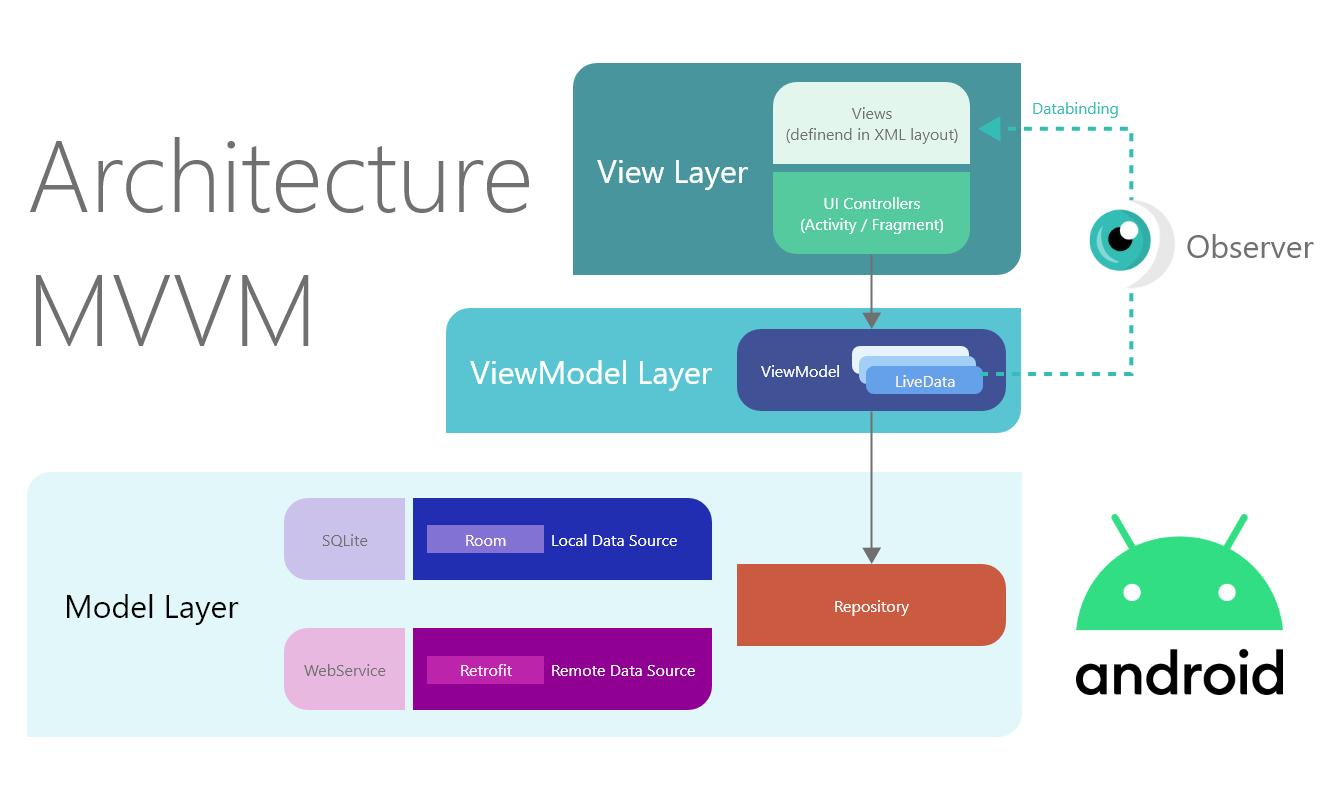 Architecture
MVVM
View Layer
Views
(definend in XML layout)
UI Controllers
(Activity / Fragment)
Databinding
Observer
ViewModel Layer
ViewModel
LiveData
Model Layer
SQLite
Room
Local Data Source
WebService
Retrofit
Remote Data Source
Repository
android